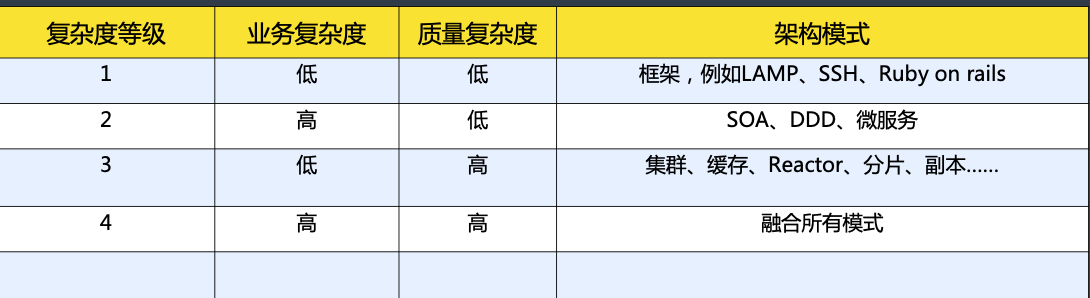 复杂度等级 业务复杂度 质量复杂度 架构模式
1 低 低 框架，例如LAMP、SSH、Ruby on rails
2 高 低 SOA、DDD、微服务
3 低 高 集群、缓存、Reactor、分片、副本……
4 高 高 融合所有模式